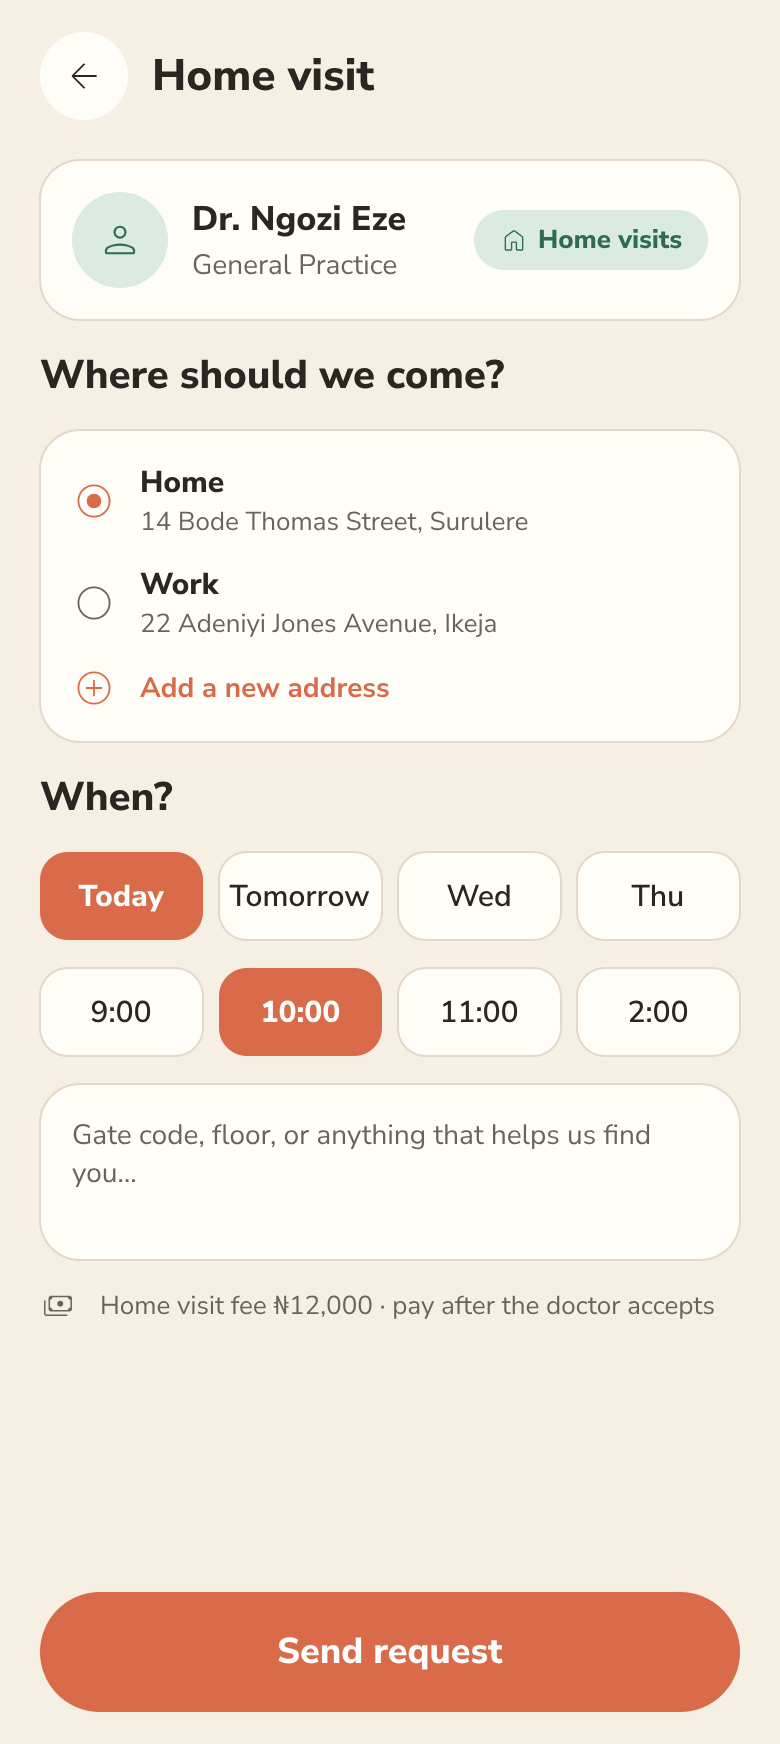 Home visit
Dr. Ngozi Eze
General Practice
Home visits
Where should we come?
Home
14 Bode Thomas Street, Surulere
Work
22 Adeniyi Jones Avenue, Ikeja
Add a new address
When?
Today
Tomorrow
Wed
Thu
9:00
10:00
11:00
2:00
Gate code, floor, or anything that helps us find
you...
Home visit fee ₦12,000 · pay after the doctor accepts
Send request